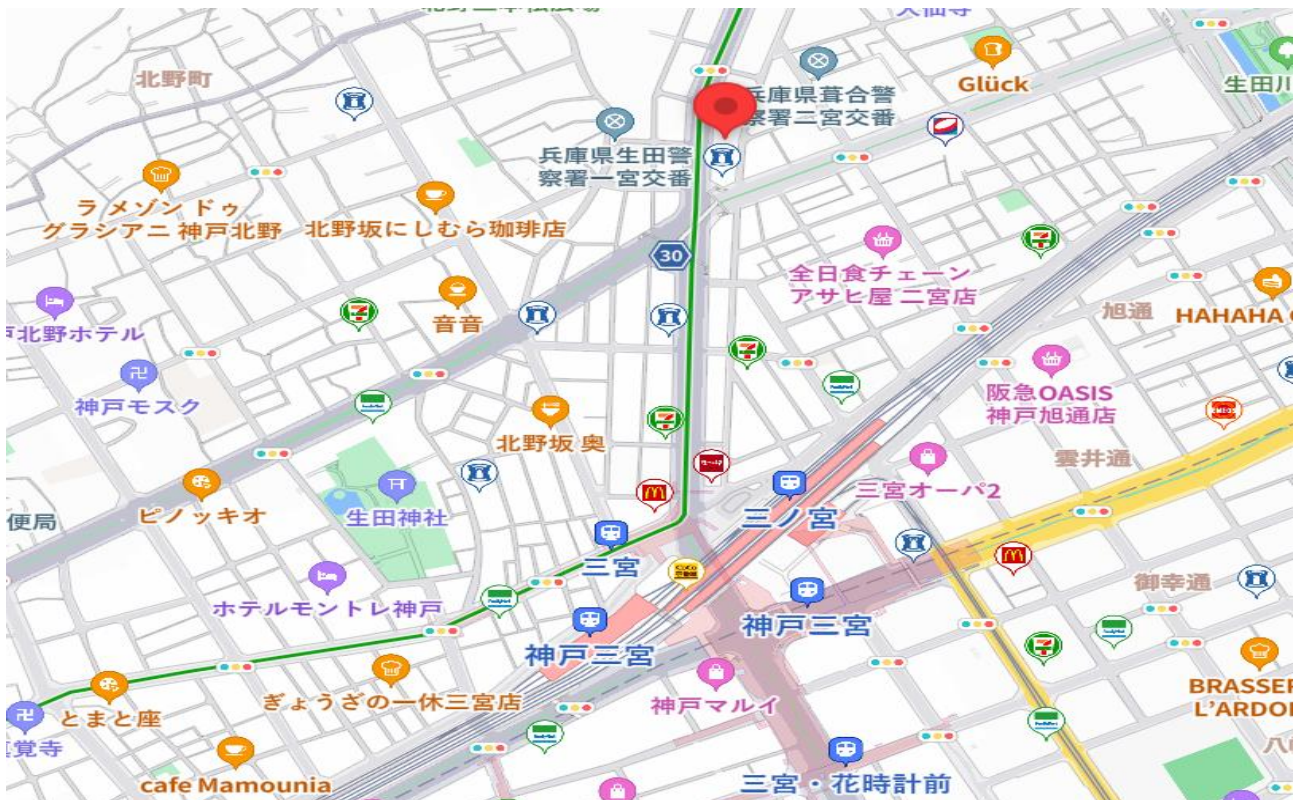 北野町
Glück
兵庫県葺合警
察署二宮交番
生田川
兵庫県生田警
察署一宮交番
ラ メゾン ドゥ
グラシアニ 神戸北野
北野坂にしむら珈琲店
30
全日食チェーン
アサヒ屋 二宮店
旭通
HAHAHA
戸北野ホテル
音音
神戸モスク
阪急OASIS
神戸旭通店
ENEOS
北野坂 奥
雲井通
三宮オーパ2
ピノッキオ
生田神社
便局
三ノ宮
三宮
御幸通
ホテルモントレ神戸
神戸三宮
神戸三宮
ぎょうざの一休三宮店
神戸マルイ
とまと座
BRASSER
L'ARDOI
覚寺
cafe Mamounia
三宮・花時計前